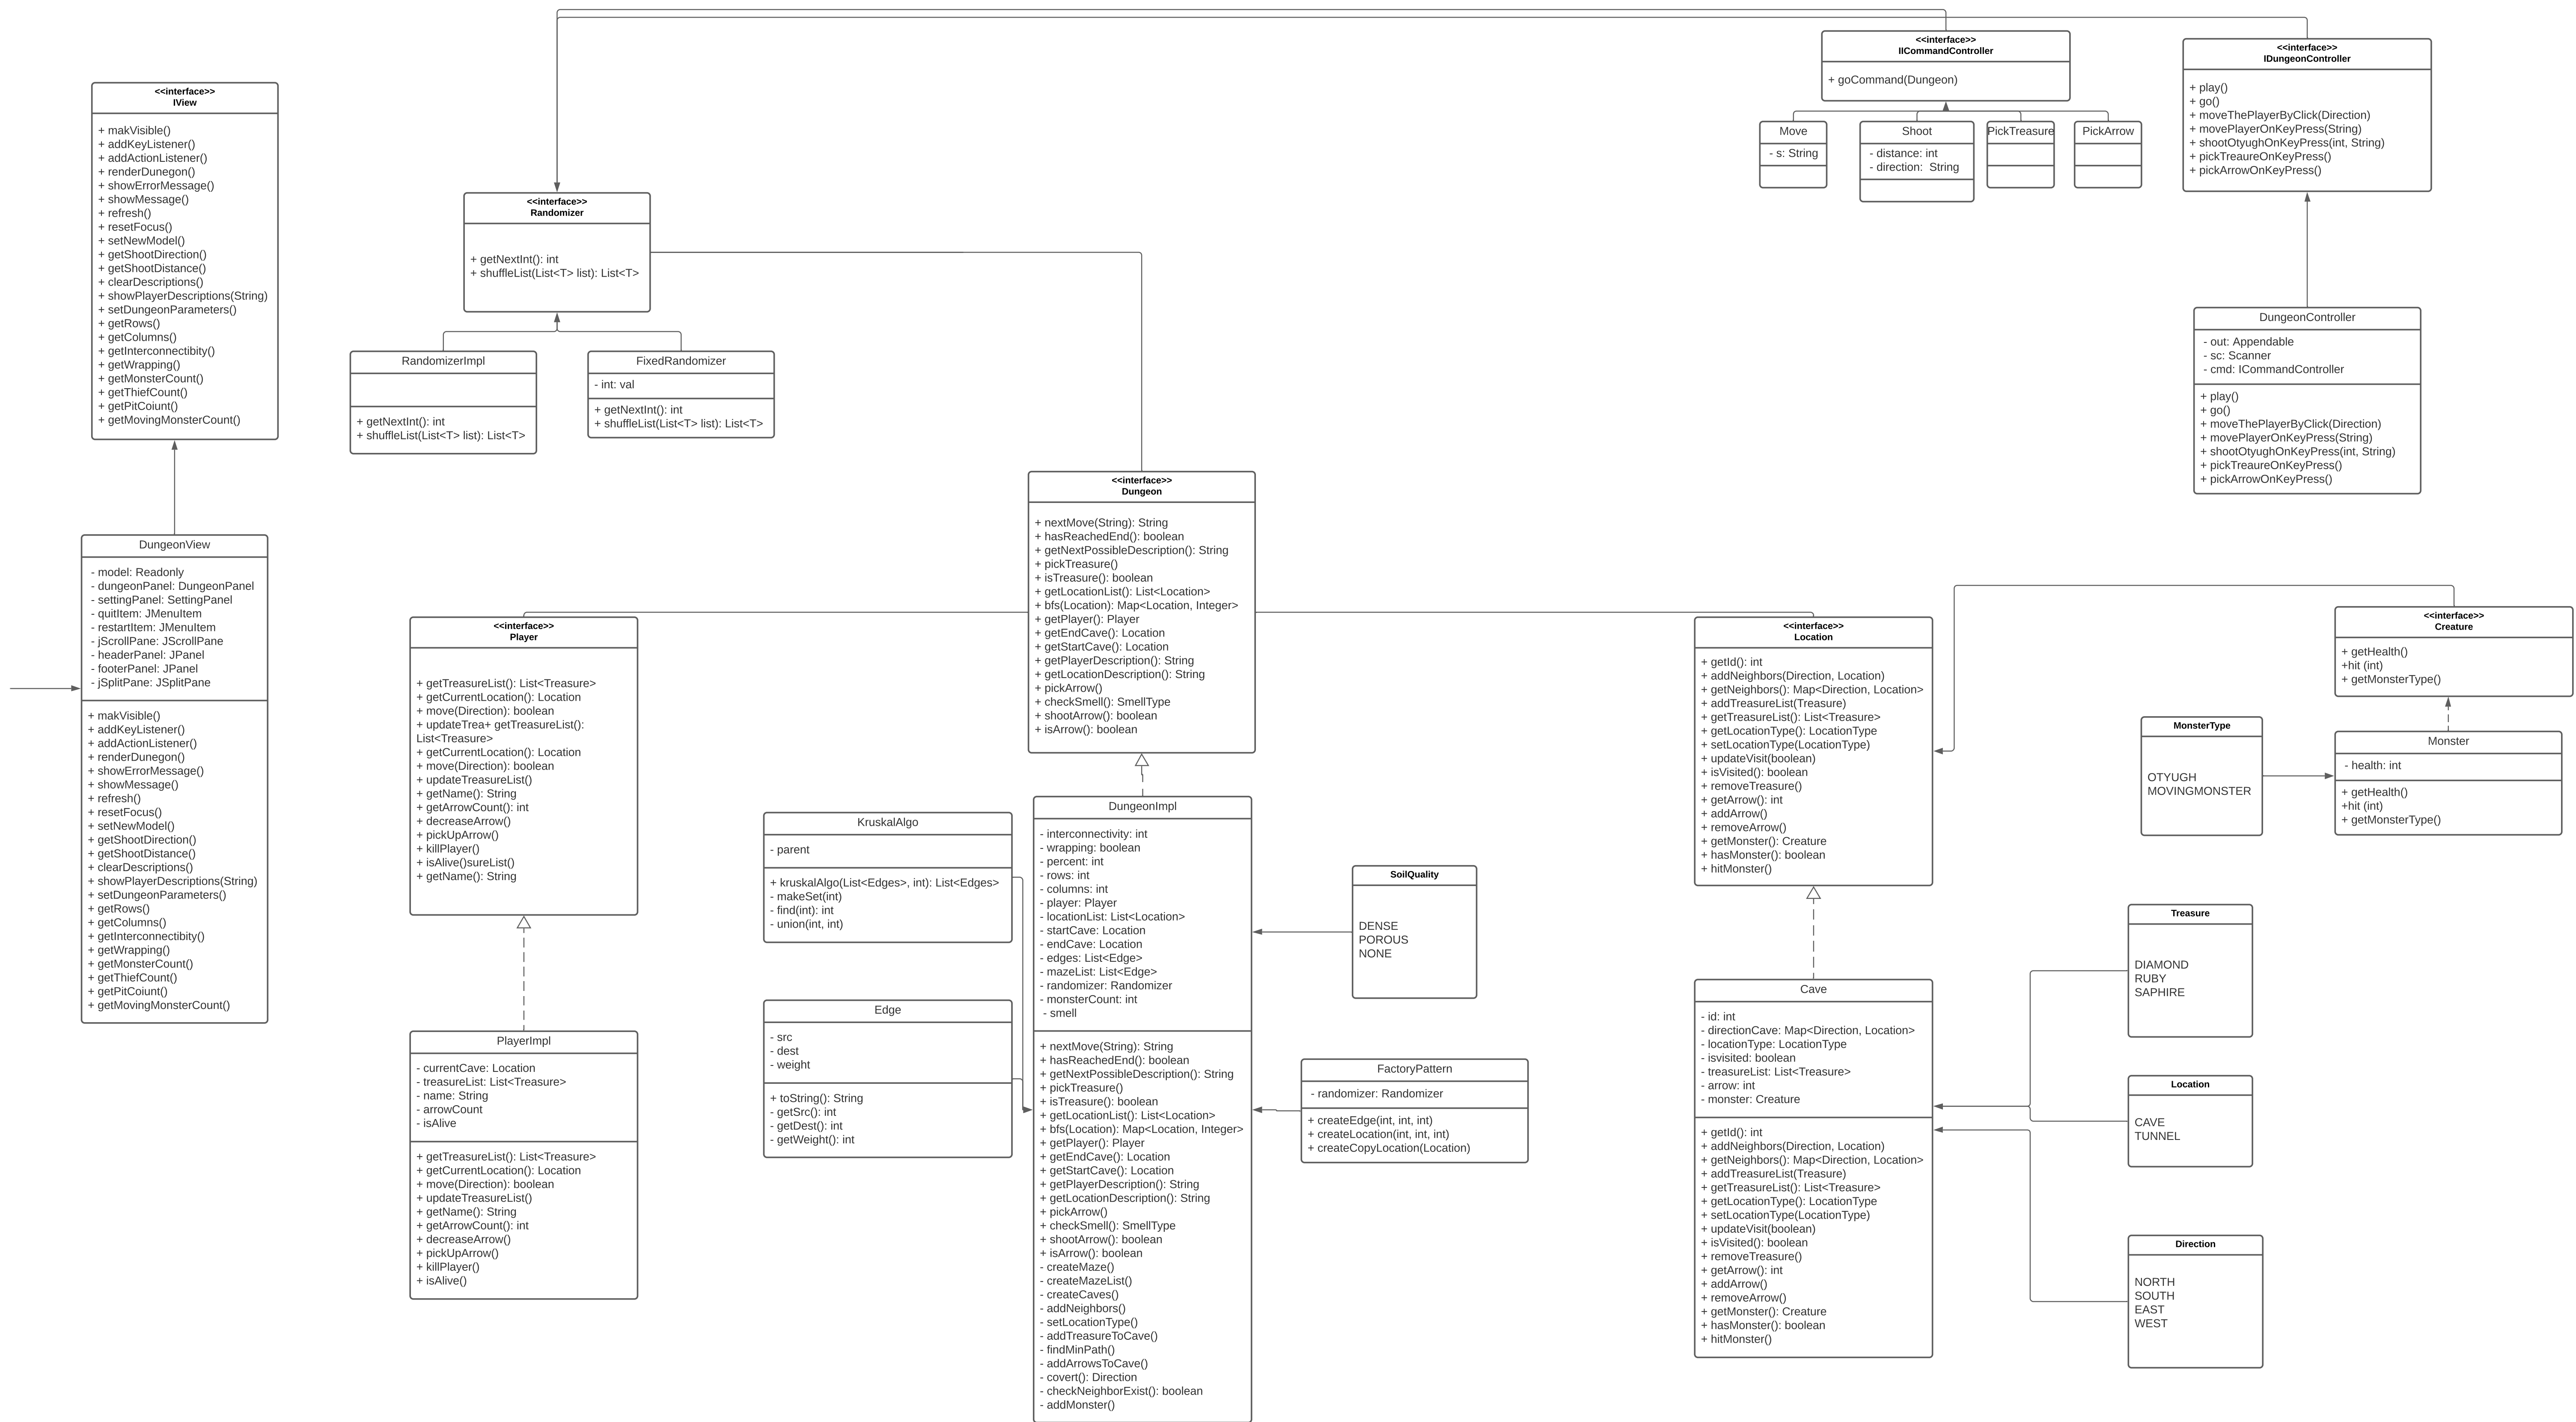 <<interface>>
IView
+ makVisible()
+ addKeyListener()
+ addActionListener()
+ renderDunegon()
+ showErrorMessage()
+ showMessage()
+ refresh()
+ resetFocus()
+ setNewModel()
+ getShootDirection()
+ getShootDistance()
+ clearDescriptions()
+ showPlayerDescriptions(String)
+ setDungeonParameters()
+ getRows()
+ getColumns()
+ getInterconnectibity()
+ getWrapping()
+ getMonsterCount()
+ getThiefCount()
+ getPitCoiunt()
+ getMovingMonsterCount()
DungeonView
- model: Readonly
- dungeonPanel: DungeonPanel
- settingPanel: SettingPanel
- quitItem: JMenuItem
- restartItem: JMenuItem
- jScrollPane: JScrollPane
- headerPanel: JPanel
- footerPanel: JPanel
- jSplitPane: JSplitPane
+ makVisible()
+ addKeyListener()
+ addActionListener()
+ renderDunegon()
+ showErrorMessage()
+ showMessage()
+ refresh()
+ resetFocus()
+ setNewModel()
+ getShootDirection()
+ getShootDistance()
+ clearDescriptions()
+ showPlayerDescriptions(String)
+ setDungeonParameters()
+ getRows()
+ getColumns()
+ getInterconnectibity()
+ getWrapping()
+ getMonsterCount()
+ getThiefCount()
+ getPitCoiunt()
+ getMovingMonsterCount()
<<interface>>
Randomizer
+ getNextInt(): int
+ shuffleList(List<T> list): List<T>
RandomizerImpl
+ getNextInt(): int
+ shuffleList(List<T> list): List<T>
FixedRandomizer
- int: val
+ getNextInt(): int
+ shuffleList(List<T> list): List<T>
<<interface>>
IICommandController
+ goCommand(Dungeon)
Move
- s: String
Shoot
- distance: int
- direction:  String
PickTreasure
PickArrow
<<interface>>
IDungeonController
+ play()
+ go()
+ moveThePlayerByClick(Direction)
+ movePlayerOnKeyPress(String)
+ shootOtyughOnKeyPress(int, String)
+ pickTreaureOnKeyPress()
+ pickArrowOnKeyPress()
DungeonController
- out: Appendable
- sc: Scanner
- cmd: ICommandController
+ play()
+ go()
+ moveThePlayerByClick(Direction)
+ movePlayerOnKeyPress(String)
+ shootOtyughOnKeyPress(int, String)
+ pickTreaureOnKeyPress()
+ pickArrowOnKeyPress()
<<interface>>
Player
+ getTreasureList(): List<Treasure>
+ getCurrentLocation(): Location
+ move(Direction): boolean
+ updateTrea+ getTreasureList():
List<Treasure>
+ getCurrentLocation(): Location
+ move(Direction): boolean
+ updateTreasureList()
+ getName(): String
+ getArrowCount(): int
+ decreaseArrow()
+ pickUpArrow()
+ killPlayer()
+ isAlive()sureList()
+ getName(): String
PlayerImpl
- currentCave: Location
- treasureList: List<Treasure>
- name: String
- arrowCount
- isAlive
+ getTreasureList(): List<Treasure>
+ getCurrentLocation(): Location
+ move(Direction): boolean
+ updateTreasureList()
+ getName(): String
+ getArrowCount(): int
+ decreaseArrow()
+ pickUpArrow()
+ killPlayer()
+ isAlive()
KruskalAlgo
- parent
+ kruskalAlgo(List<Edges>, int): List<Edges>
- makeSet(int)
- find(int): int
- union(int, int)
Edge
- src
- dest
- weight
+ toString(): String
- getSrc(): int
- getDest(): int
- getWeight(): int
<<interface>>
Dungeon
+ nextMove(String): String
+ hasReachedEnd(): boolean
+ getNextPossibleDescription(): String
+ pickTreasure()
+ isTreasure(): boolean
+ getLocationList(): List<Location>
+ bfs(Location): Map<Location, Integer>
+ getPlayer(): Player
+ getEndCave(): Location
+ getStartCave(): Location
+ getPlayerDescription(): String
+ getLocationDescription(): String
+ pickArrow()
+ checkSmell(): SmellType
+ shootArrow(): boolean
+ isArrow(): boolean
DungeonImpl
- interconnectivity: int
- wrapping: boolean
- percent: int
- rows: int
- columns: int
- player: Player
- locationList: List<Location>
- startCave: Location
- endCave: Location
- edges: List<Edge>
- mazeList: List<Edge>
- randomizer: Randomizer
- monsterCount: int
- smell
+ nextMove(String): String
+ hasReachedEnd(): boolean
+ getNextPossibleDescription(): String
+ pickTreasure()
+ isTreasure(): boolean
+ getLocationList(): List<Location>
+ bfs(Location): Map<Location, Integer>
+ getPlayer(): Player
+ getEndCave(): Location
+ getStartCave(): Location
+ getPlayerDescription(): String
+ getLocationDescription(): String
+ pickArrow()
+ checkSmell(): SmellType
+ shootArrow(): boolean
+ isArrow(): boolean
- createMaze()
- createMazeList()
- createCaves()
- addNeighbors()
- setLocationType()
- addTreasureToCave()
- findMinPath()
- addArrowsToCave()
- covert(): Direction
- checkNeighborExist(): boolean
- addMonster()
SoilQuality
DENSE
POROUS
NONE
FactoryPattern
- randomizer: Randomizer
+ createEdge(int, int, int)
+ createLocation(int, int, int)
+ createCopyLocation(Location)
<<interface>>
Location
+ getId(): int
+ addNeighbors(Direction, Location)
+ getNeighbors(): Map<Direction, Location>
+ addTreasureList(Treasure)
+ getTreasureList(): List<Treasure>
+ getLocationType(): LocationType
+ setLocationType(LocationType)
+ updateVisit(boolean)
+ isVisited(): boolean
+ removeTreasure()
+ getArrow(): int
+ addArrow()
+ removeArrow()
+ getMonster(): Creature
+ hasMonster(): boolean
+ hitMonster()
Cave
- id: int
- directionCave: Map<Direction, Location>
- locationType: LocationType
- isvisited: boolean
- treasureList: List<Treasure>
- arrow: int
- monster: Creature
+ getId(): int
+ addNeighbors(Direction, Location)
+ getNeighbors(): Map<Direction, Location>
+ addTreasureList(Treasure)
+ getTreasureList(): List<Treasure>
+ getLocationType(): LocationType
+ setLocationType(LocationType)
+ updateVisit(boolean)
+ isVisited(): boolean
+ removeTreasure()
+ getArrow(): int
+ addArrow()
+ removeArrow()
+ getMonster(): Creature
+ hasMonster(): boolean
+ hitMonster()
<<interface>>
Creature
+ getHealth()
+hit (int)
+ getMonsterType()
MonsterType
OTYUGH
MOVINGMONSTER
Monster
- health: int
+ getHealth()
+hit (int)
+ getMonsterType()
Treasure
DIAMOND
RUBY
SAPHIRE
Location
CAVE
TUNNEL
Direction
NORTH
SOUTH
EAST
WEST